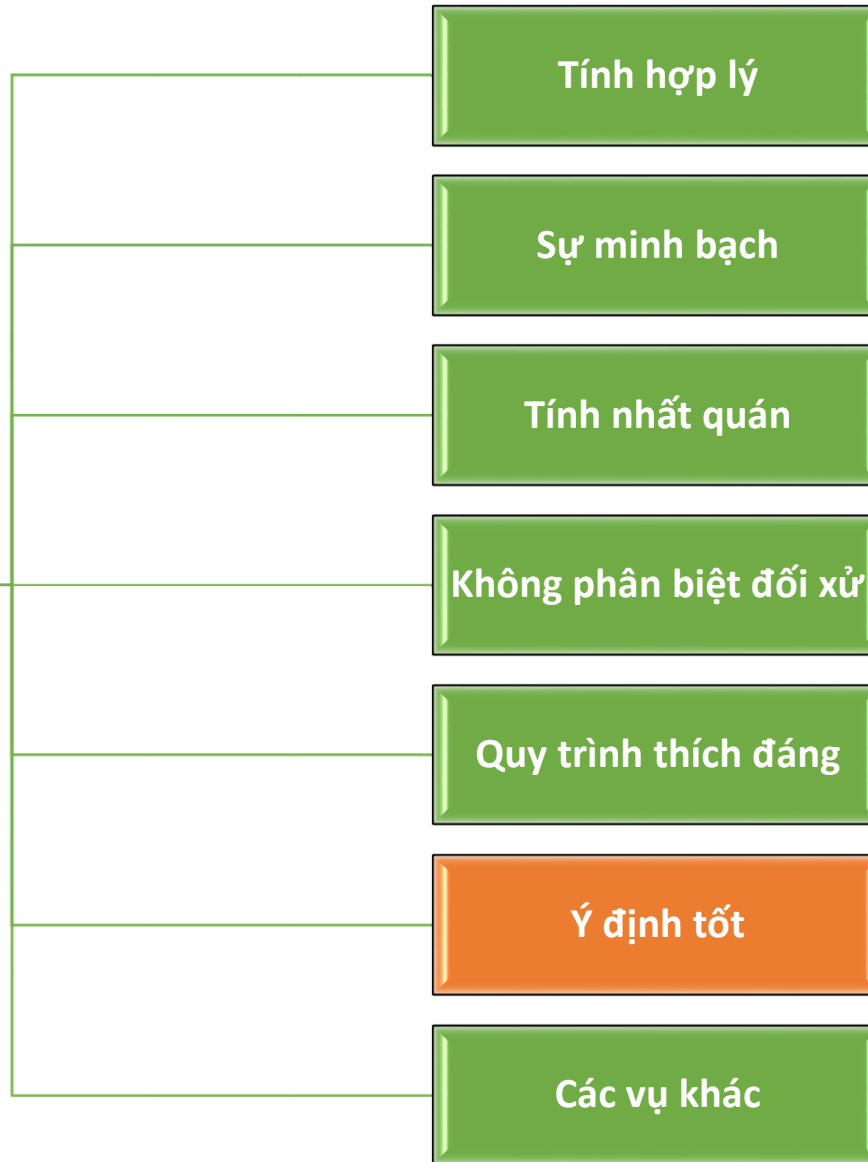 Tính hợp lý
Sự minh bạch
Tính nhất quán
Không phân biệt đối xử
Quy trình thích đáng
Ý định tốt
Các vụ khác